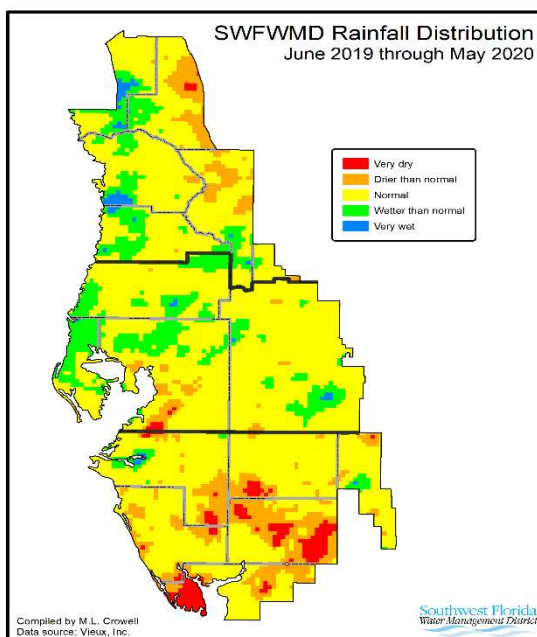 SWFWMD Rainfall Distribution
June 2019 through May 2020
Very dry
Drier than normal
Normal
Wetter than normal
Very wet
Compiled by M.L. Crowell
Data source: Vieux, Inc.
Southwest Florida
Water Management District